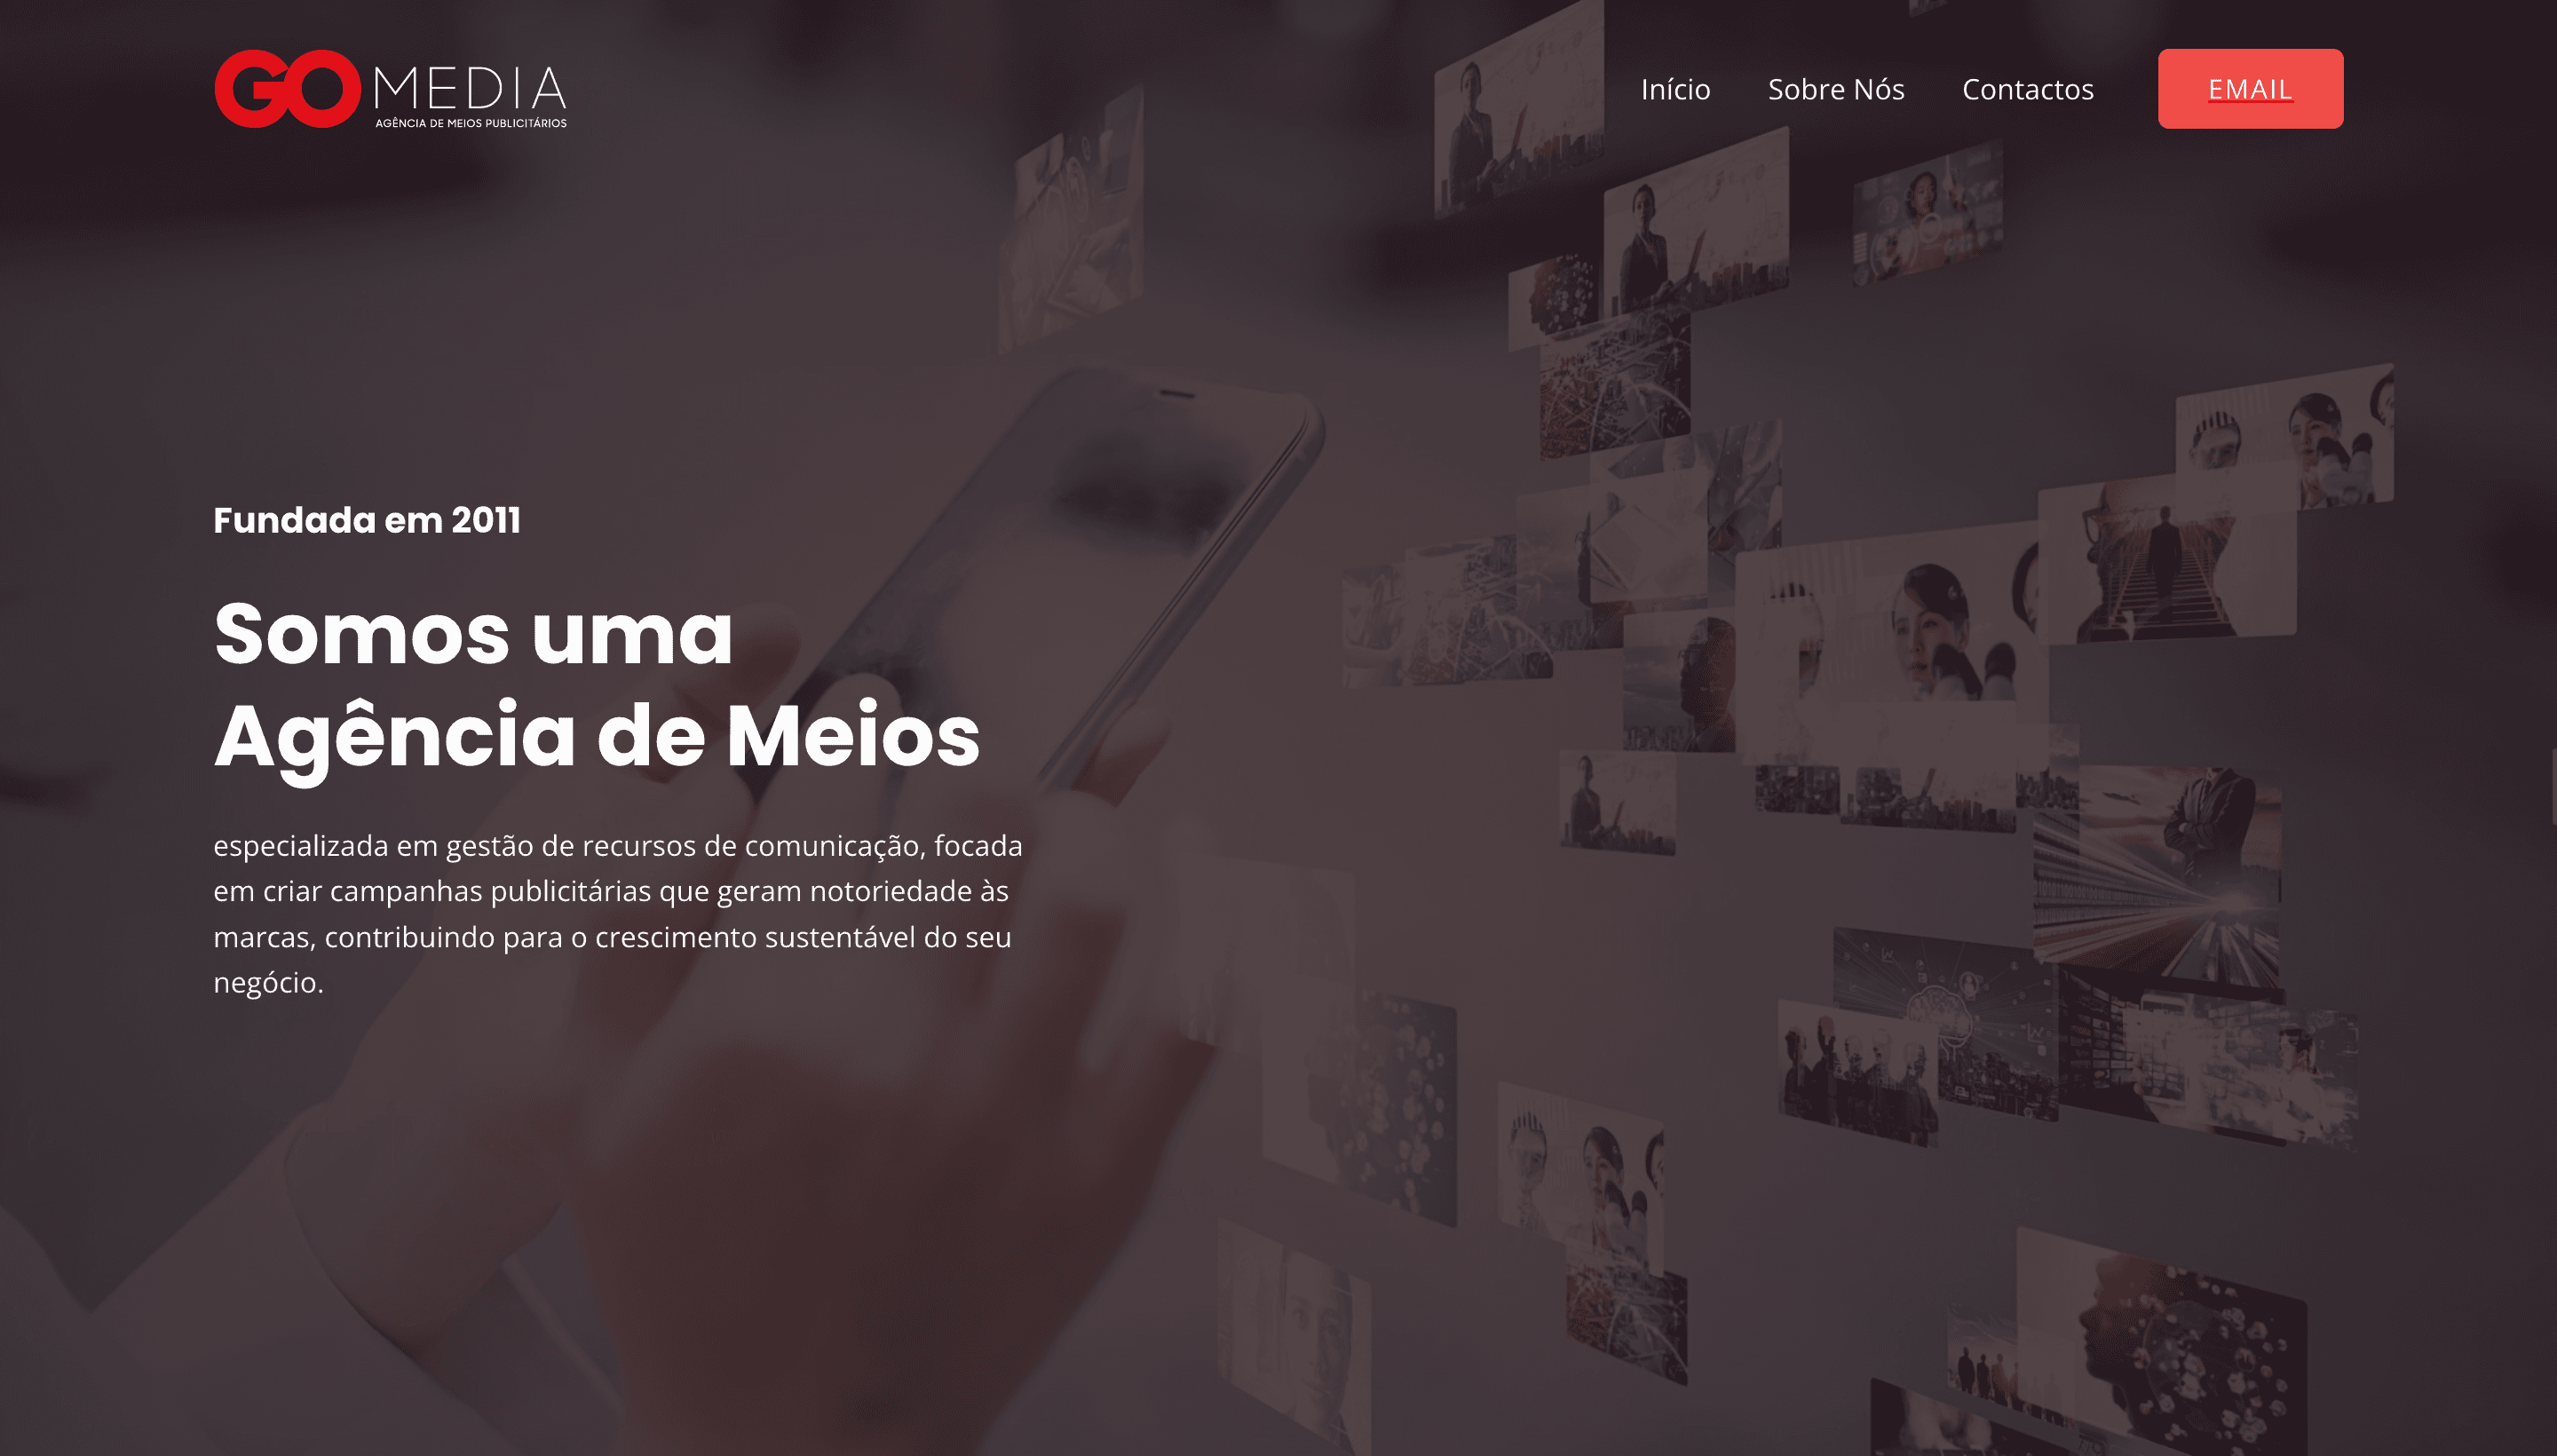 GO MEDIA
AGÊNCIA DE MEIOS PUBLICITÁRIOS
Início
Sobre Nós
Contactos
EMAIL
Fundada em 2011
Somos uma
Agência de Meios
especializada em gestão de recursos de comunicação, focada
em criar campanhas publicitárias que geram notoriedade às
marcas, contribuindo para o crescimento sustentável do seu
negócio.